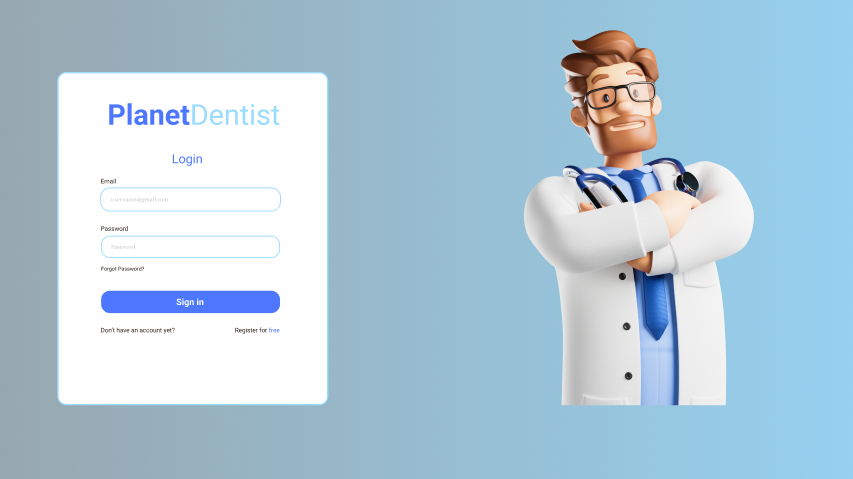 PlanetDentist
Login
Email
username@gmail.com
Password
Password
Forgot Password?
Sign in
Don't have an account yet? Register for free